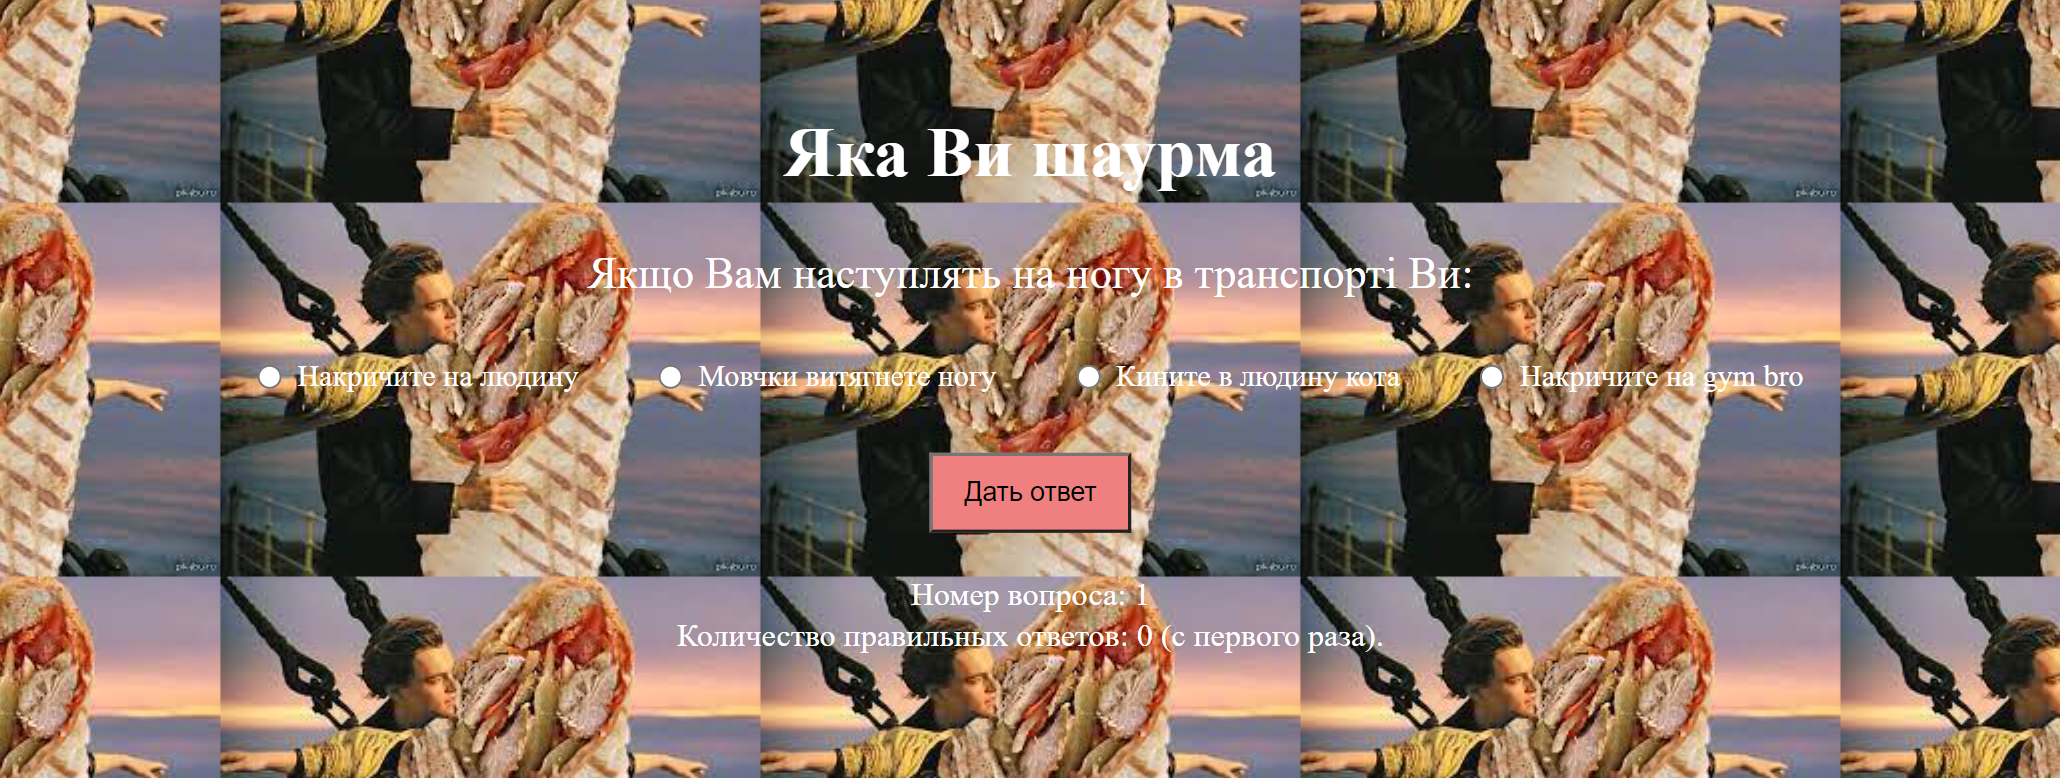 Яка Ви шаурма
Якщо Вам наступлять на ногу в транспорті Ви:
Накричите на людину
Мовчки витягнете ногу
Кините в людину кота
Накричите на gym bro
Дать ответ
Номер вопроса: 1
Количество правильных ответов: 0 (с первого раза).